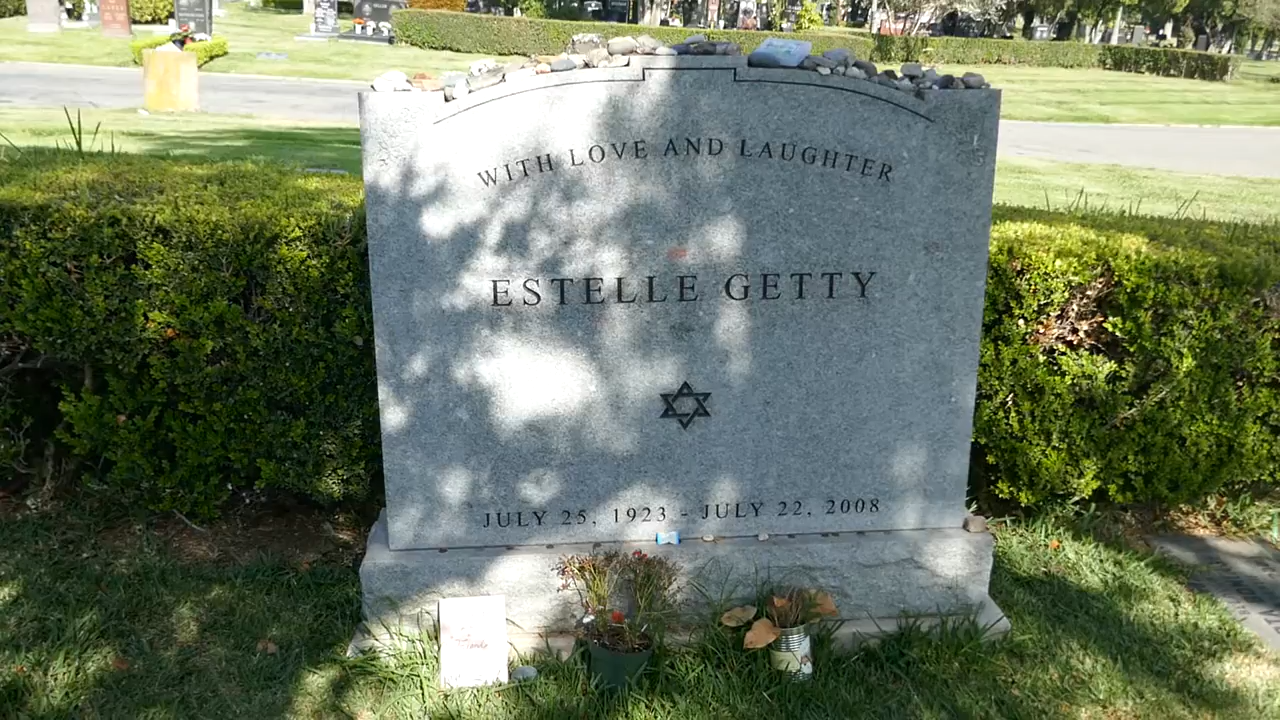 WITH LOVE AND LAUGHTER
ESTELLE GETTY
JULY 25, 1923 - JULY 22, 2008